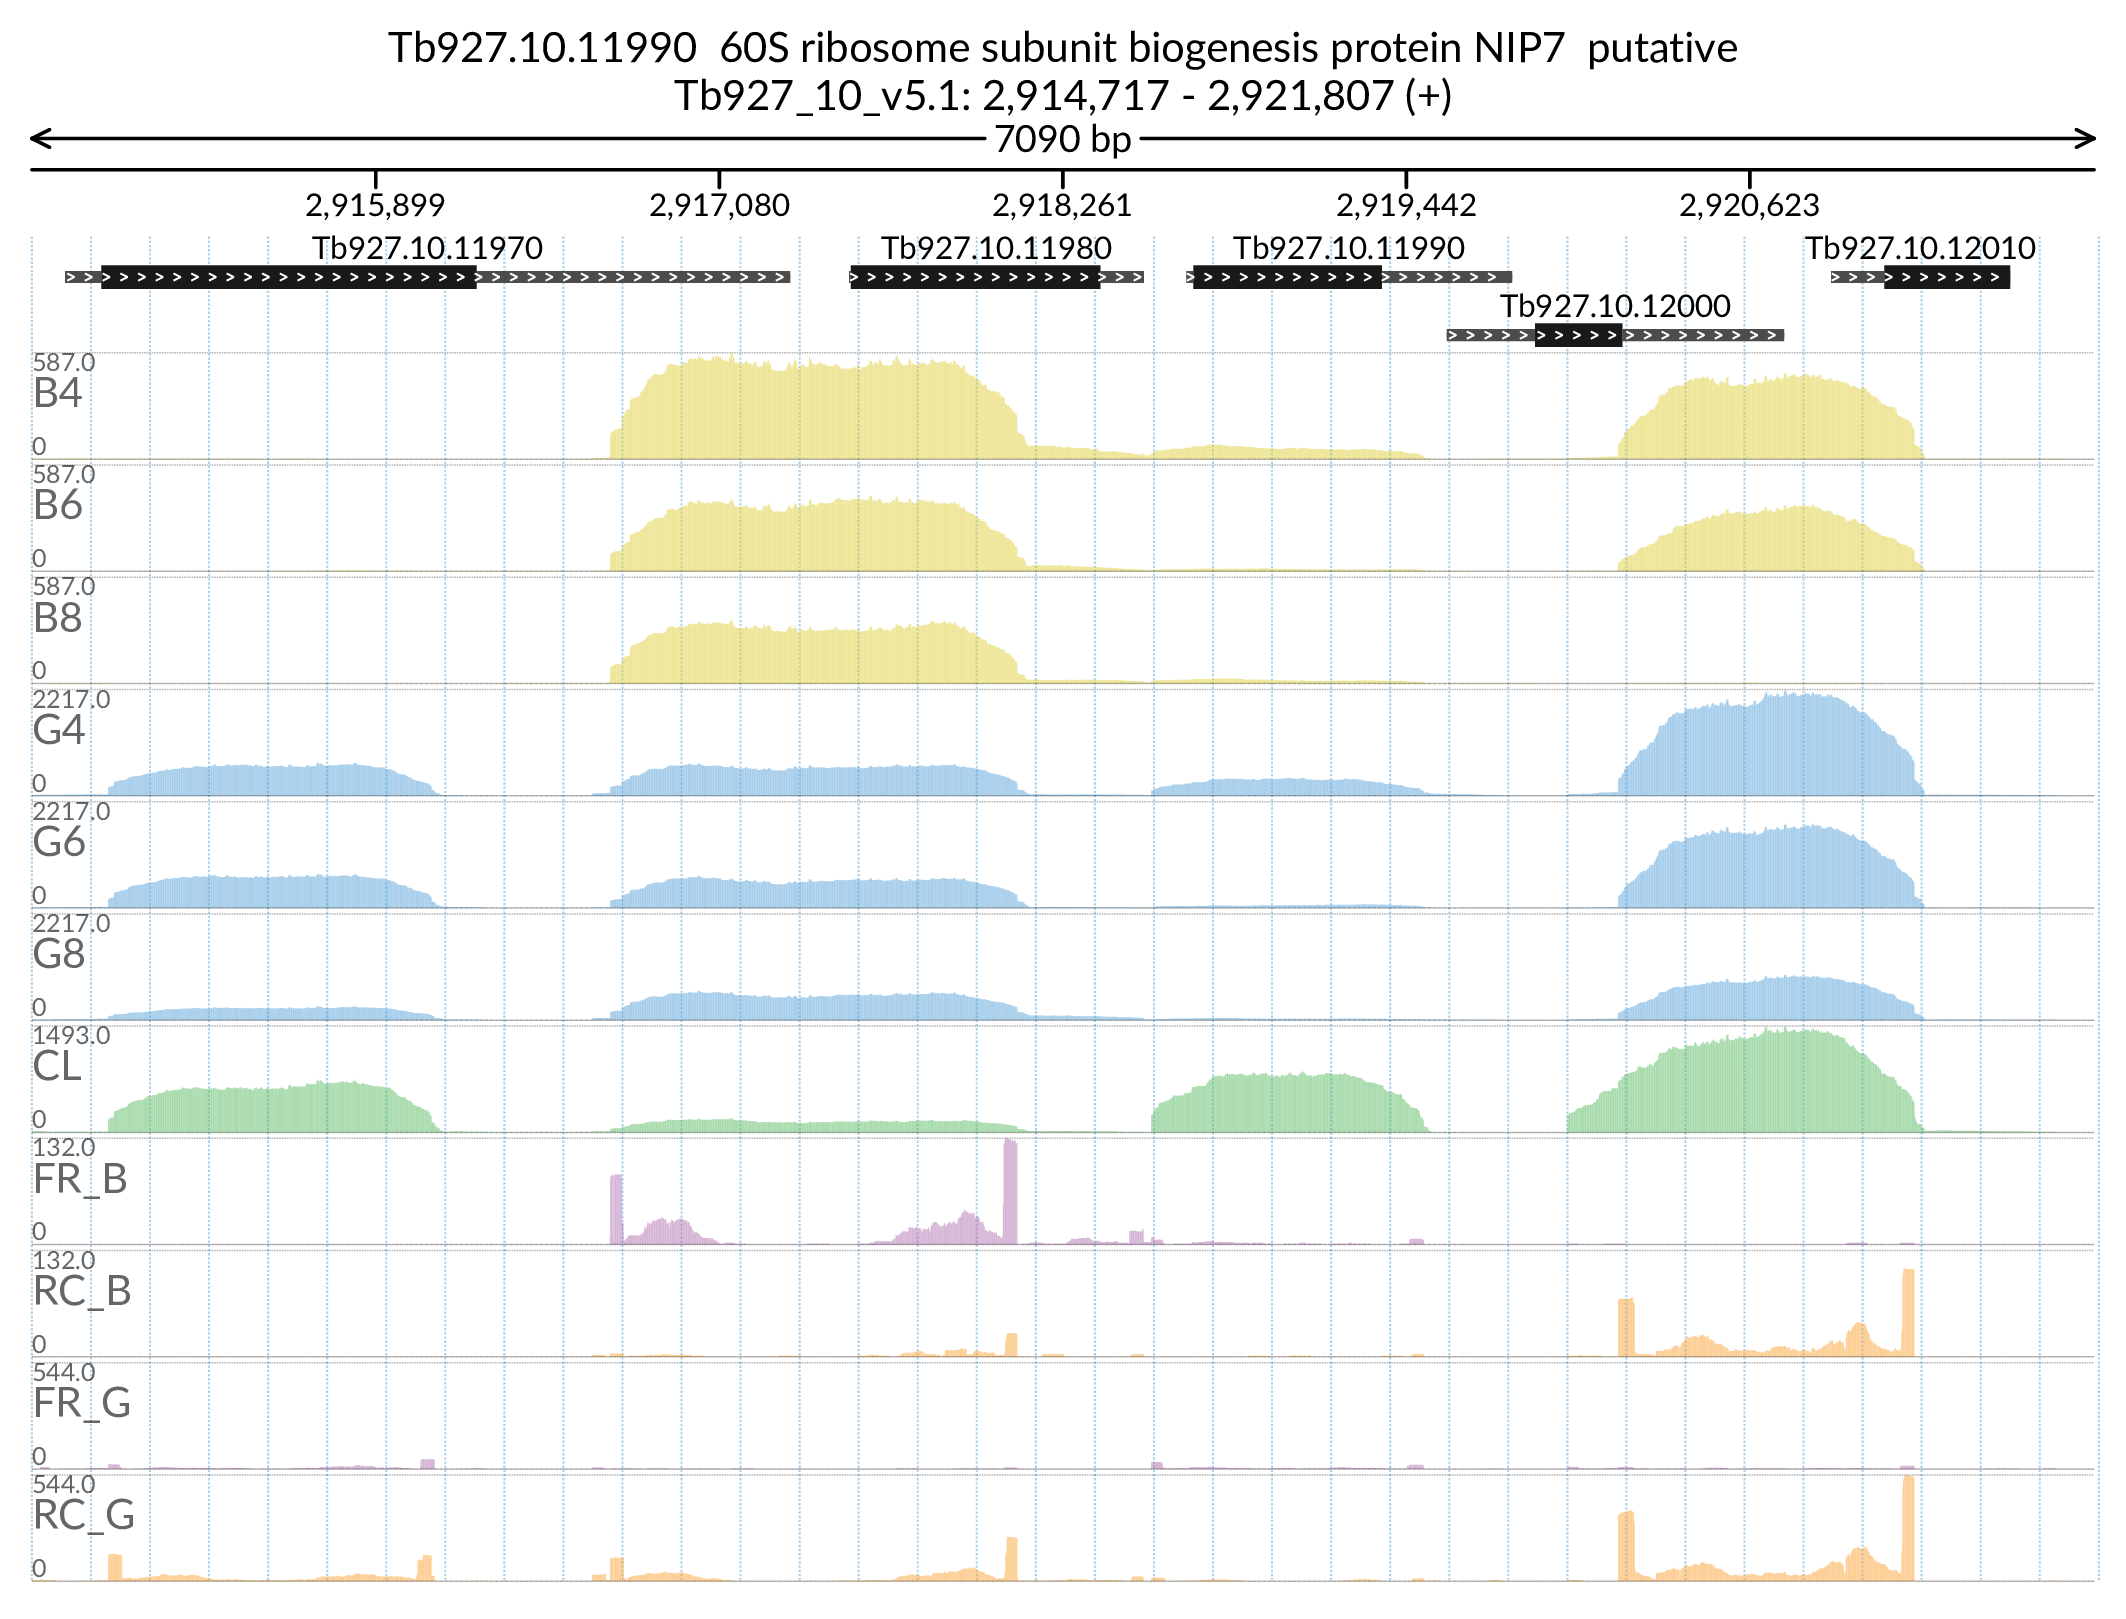 Tb927.10.11990  60S ribosome subunit biogenesis protein NIP7  putative
Tb927_10_v5.1: 2,914,717 - 2,921,807 (+)
7090 bp
2,915,899 2,917,080 2,918,261 2,919,442 2,920,623
Tb927.10.11970 Tb927.10.11980 Tb927.10.11990 Tb927.10.12010
Tb927.10.12000
587.0
B4
0
587.0
B6
0
587.0
B8
0
2217.0
G4
0
2217.0
G6
0
2217.0
G8
0
1493.0
CL
0
132.0
FR_B
0
132.0
RC_B
0
544.0
FR_G
0
544.0
RC_G
0